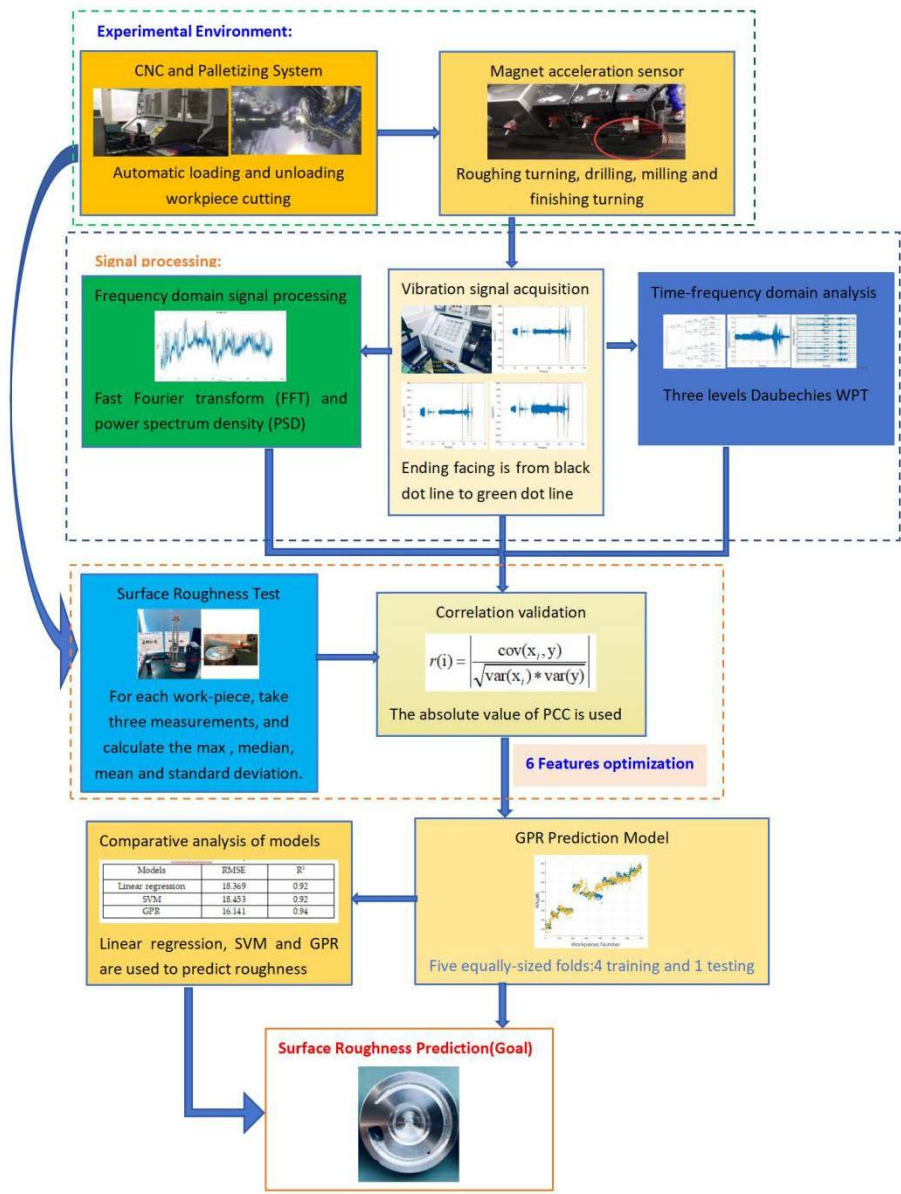 Experimental Environment:
CNC and Palletizing System
Automatic loading and unloading
workpiece cutting
Magnet acceleration sensor
Roughing turning, drilling, milling and
finishing turning
Signal processing:
Frequency domain signal processing
Fast Fourier transform (FFT) and
power spectrum density (PSD)
Vibration signal acquisition
Ending facing is from black
dot line to green dot line
Time-frequency domain analysis
Three levels Daubechies WPT
Surface Roughness Test
For each work-piece, take
three measurements, and
calculate the max , median,
mean and standard deviation.
Correlation validation
r(i) = | cov(x_i, y) / √(var(x_i) * var(y)) |
The absolute value of PCC is used
6 Features optimization
Comparative analysis of models
Models RMSE R²
Linear regression 18.369 0.92
SVM 18.453 0.92
GPR 16.141 0.94
Linear regression, SVM and GPR
are used to predict roughness
GPR Prediction Model
Workpieces Number
Five equally-sized folds:4 training and 1 testing
Surface Roughness Prediction(Goal)